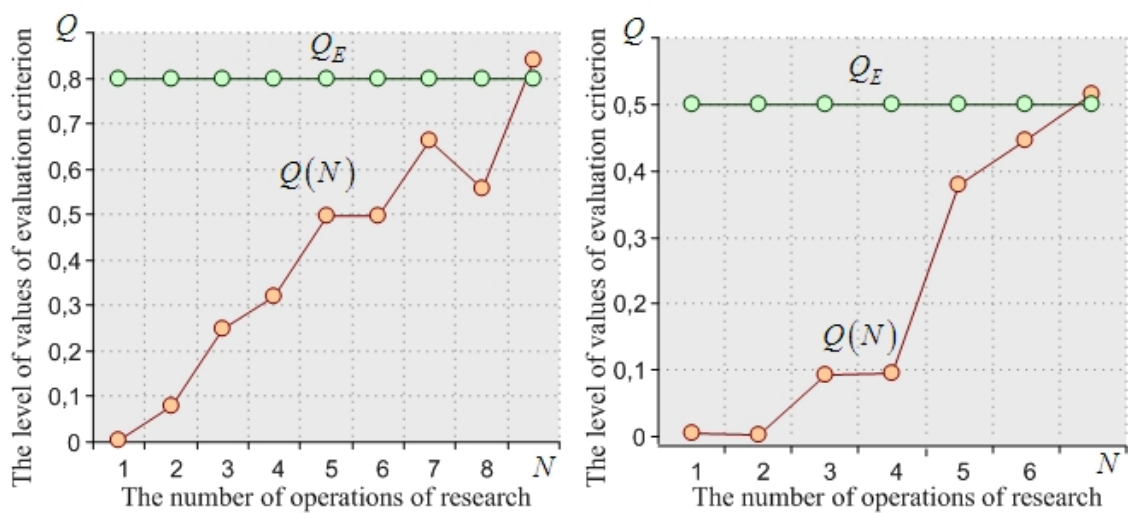 The level of values of evaluation criterion
Q
Q_E
0,8
0,7
0,6
Q(N)
0,5
0,4
0,3
0,2
0,1
0
1 2 3 4 5 6 7 8 N
The number of operations of research
The level of values of evaluation criterion
Q
Q_E
0,5
0,4
0,3
0,2
Q(N)
0,1
0
1 2 3 4 5 6 N
The number of operations of research